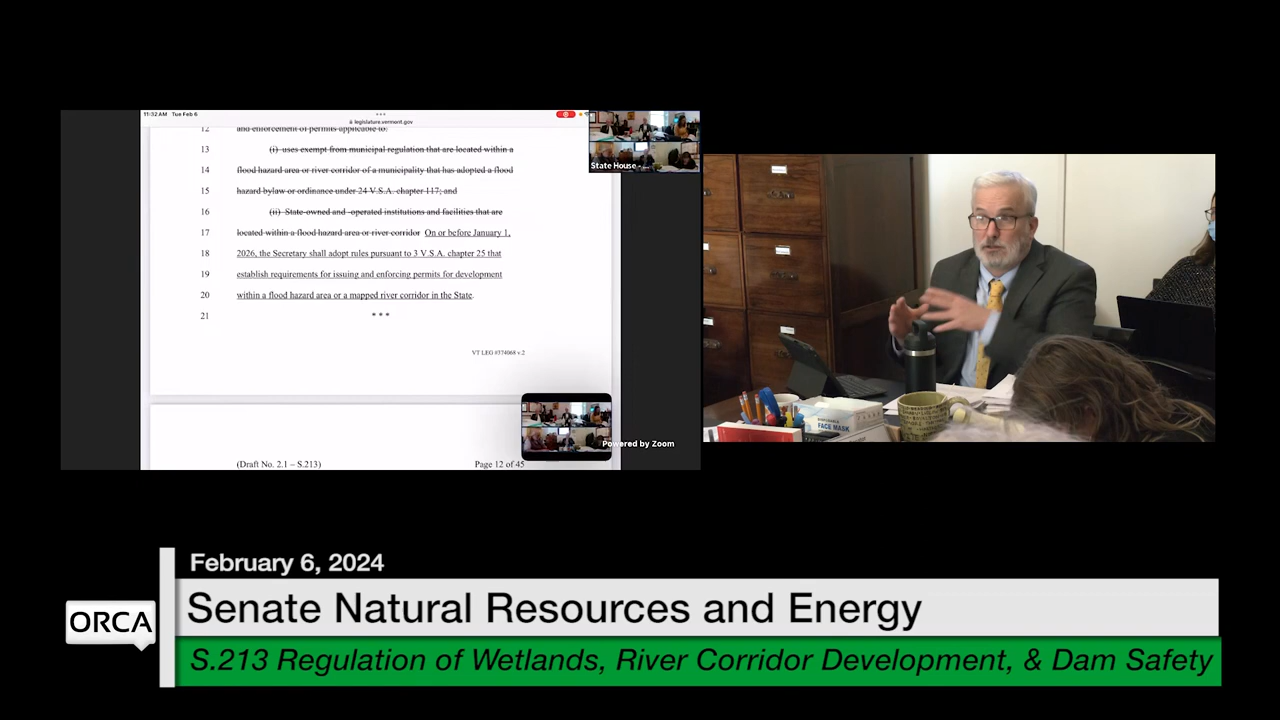 11:32 AM Tue Feb 6
legislature.vermont.gov
12 and enforcement of permits applicable to:
13 (i) uses exempt from municipal regulation that are located within a
14 flood hazard area or river corridor of a municipality that has adopted a flood
15 hazard bylaw or ordinance under 24 V.S.A. chapter 117; and
16 (ii) State-owned and -operated institutions and facilities that are
17 located within a flood hazard area or river corridor On or before January 1,
18 2026, the Secretary shall adopt rules pursuant to 3 V.S.A. chapter 25 that
19 establish requirements for issuing and enforcing permits for development
20 within a flood hazard area or a mapped river corridor in the State.
21 * * *
VT LEG #374068 v.2
(Draft No. 2.1 – S.213) Page 12 of 45
State House -
Powered by Zoom
FACE MASK
February 6, 2024
ORCA
Senate Natural Resources and Energy
S.213 Regulation of Wetlands, River Corridor Development, & Dam Safety